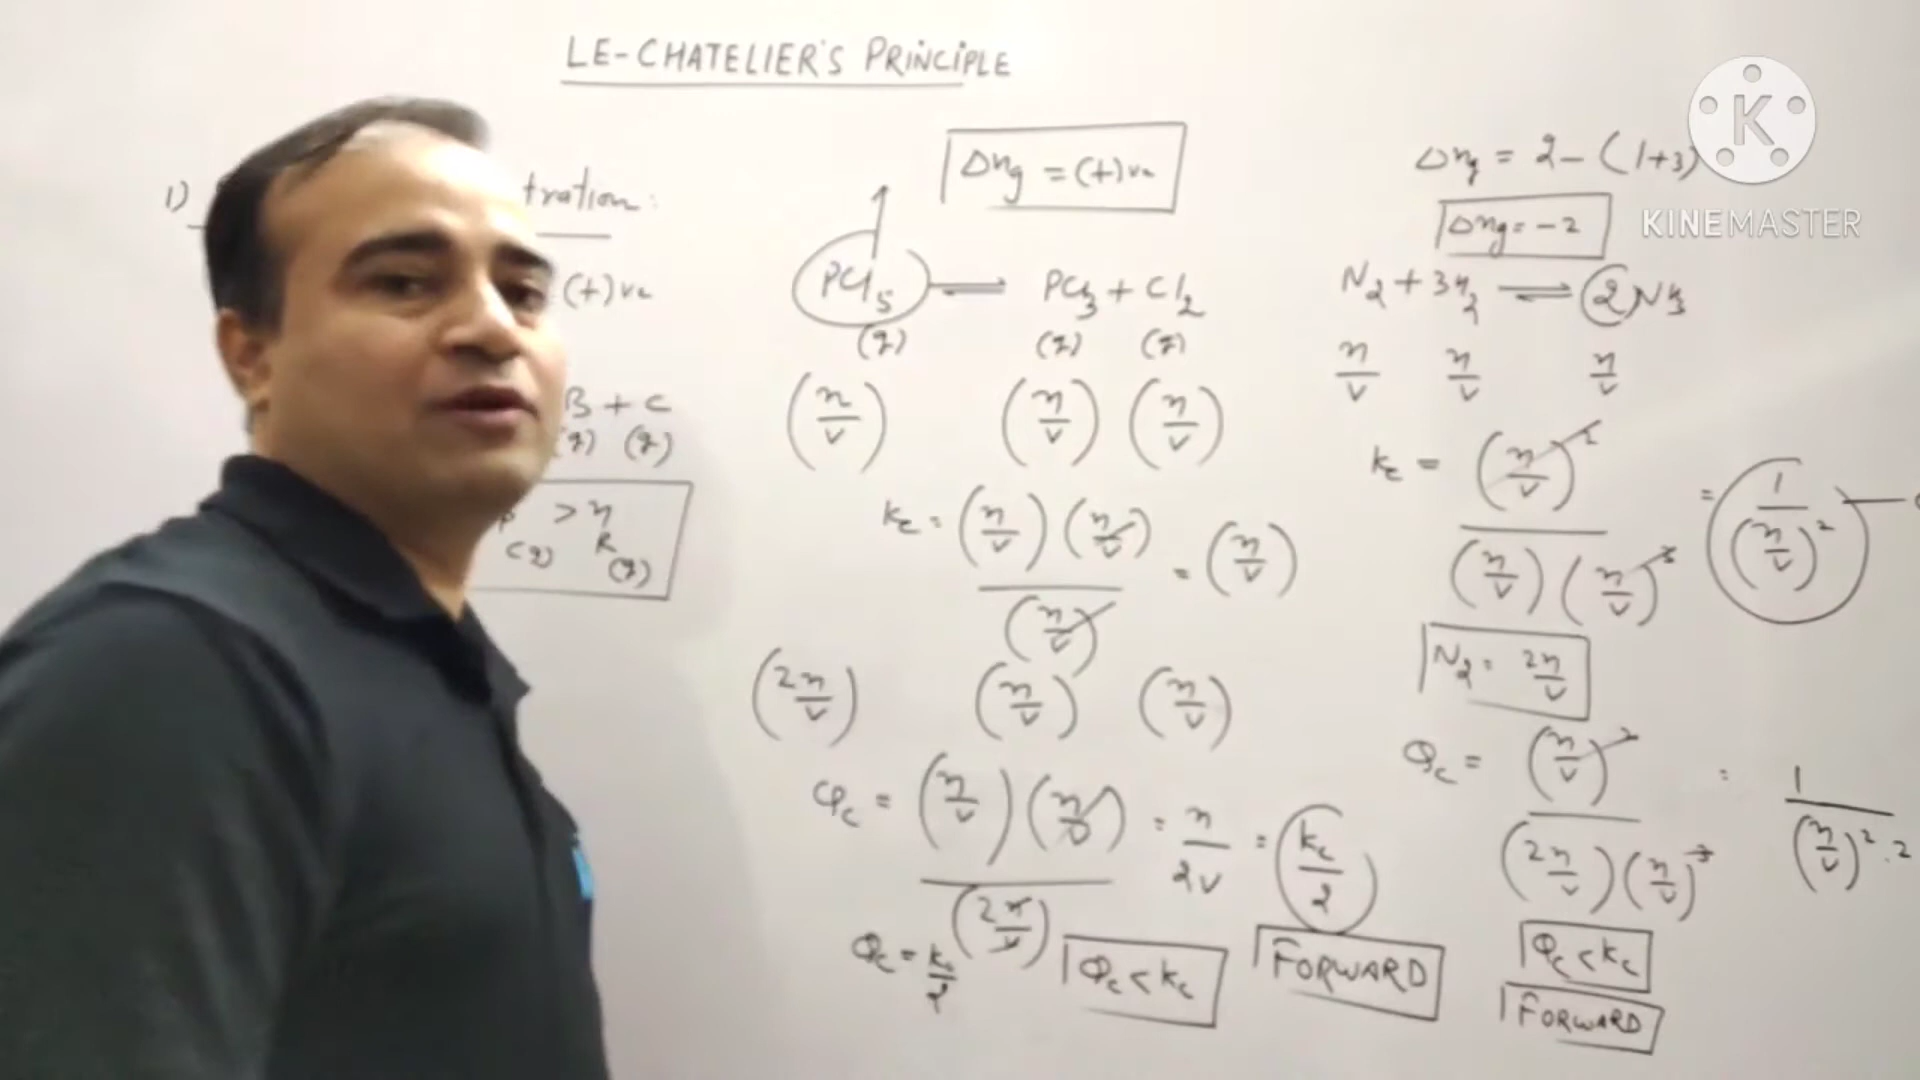 LE-CHATELIER'S PRINCIPLE
1) tration:
(+)ve
B + C
(g) (g)
> n
(g) R (g)
Δng = (+)ve
PCl5 ⇌ PCl3 + Cl2
(g) (g) (g)
(n/v) (n/v) (n/v)
kc = (n/v)(n/v) / (n/v) = (n/v)
(2n/v) (n/v) (n/v)
Qc = (n/v)(n/v) / (2n/v) = n/2v = kc/2
Qc = kc/2 Qc < kc FORWARD
Δng = 2 - (1+3)
Δng = -2
N2 + 3H2 ⇌ 2NH3
n/v n/v n/v
kc = (n/v)^2 / (n/v)(n/v)^3 = 1/(n/v)^2
N2 = 2n/v
Qc = (n/v)^2 / (2n/v)(n/v)^3 = 1/(n/v)^2.2
Qc < kc
FORWARD
K
KINEMASTER